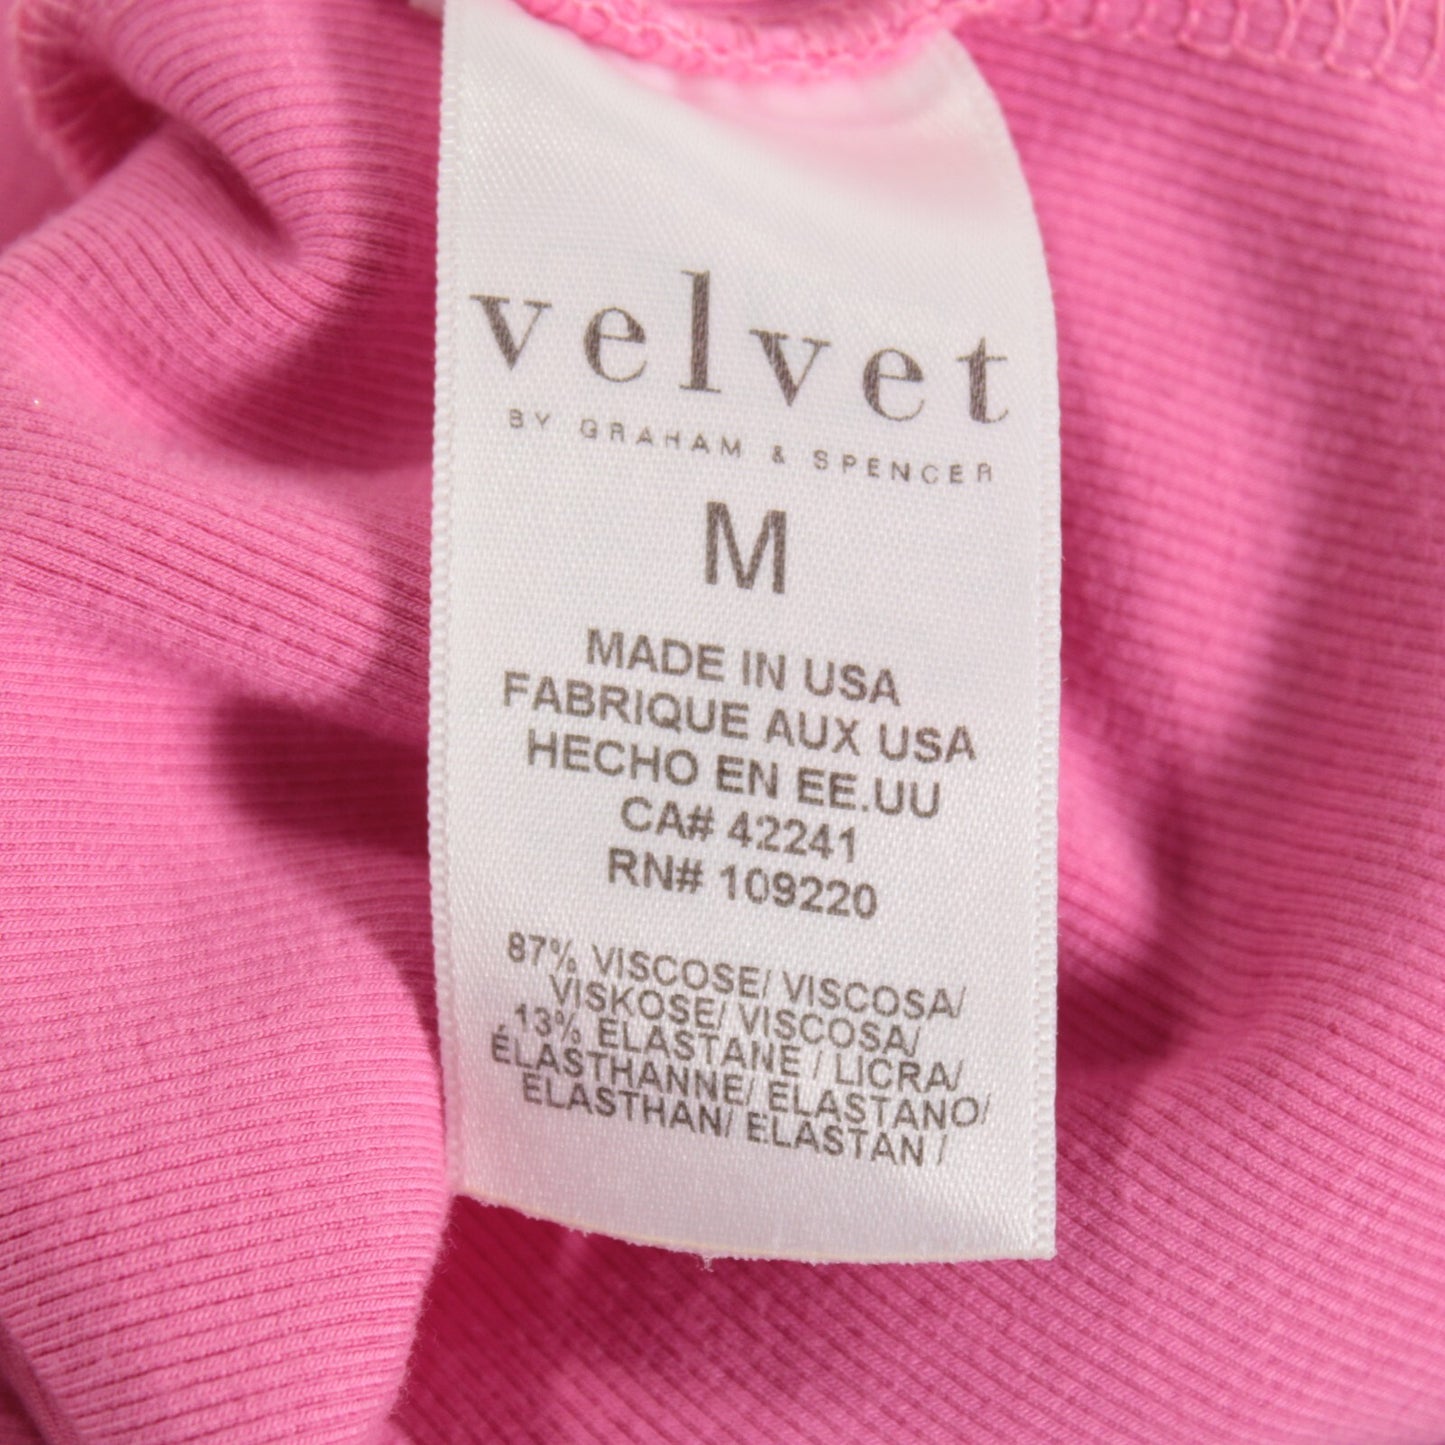 velvet
BY GRAHAM & SPENCER
M
MADE IN USA
FABRIQUE AUX USA
HECHO EN EE.UU
CA# 42241
RN# 109220
87% VISCOSE/ VISCOSA/
VISKOSE/ VISCOSA/
13% ELASTANE / LICRA/
ÉLASTHANNE/ ELASTANO/
ELASTHAN/ ELASTAN /